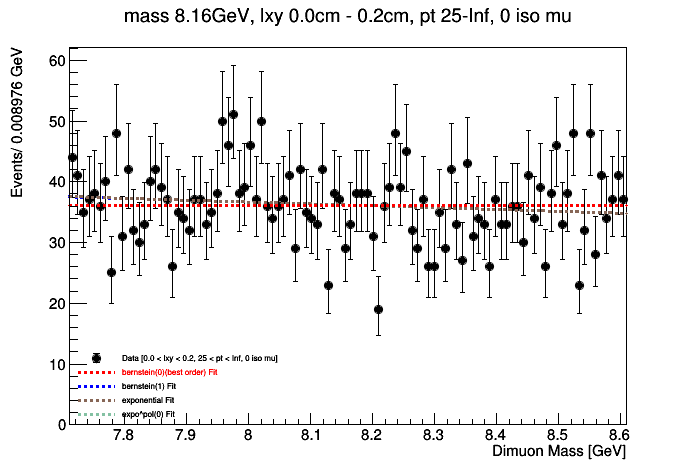 mass 8.16GeV, lxy 0.0cm - 0.2cm, pt 25-Inf, 0 iso mu
Events/ 0.008976 GeV
60
50
40
30
20
10
0
Data [0.0 < lxy < 0.2, 25 < pt < Inf, 0 iso mu]
bernstein(0)(best order) Fit
bernstein(1) Fit
exponential Fit
expo*pol(0) Fit
7.8 7.9 8 8.1 8.2 8.3 8.4 8.5 8.6
Dimuon Mass [GeV]